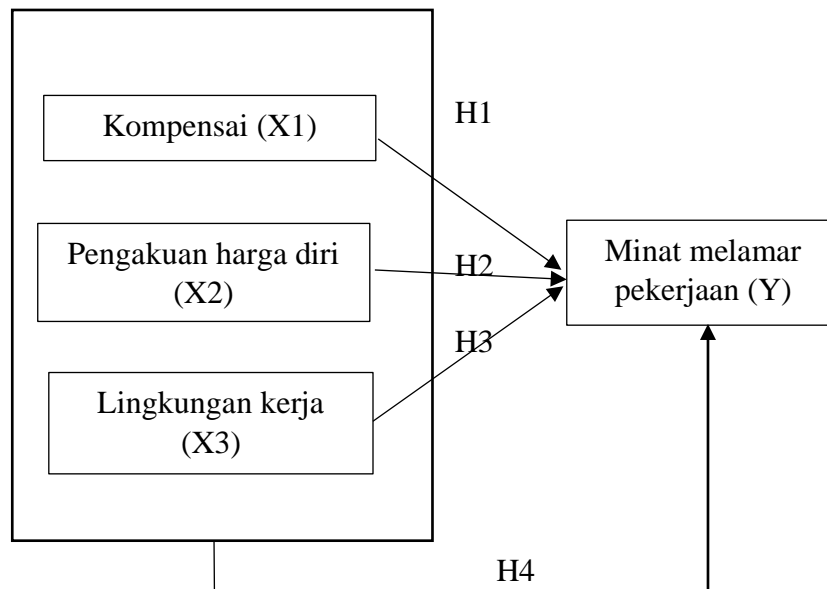 Kompensai (X1)
H1
Pengakuan harga diri
(X2)
H2
Minat melamar
pekerjaan (Y)
H3
Lingkungan kerja
(X3)
H4